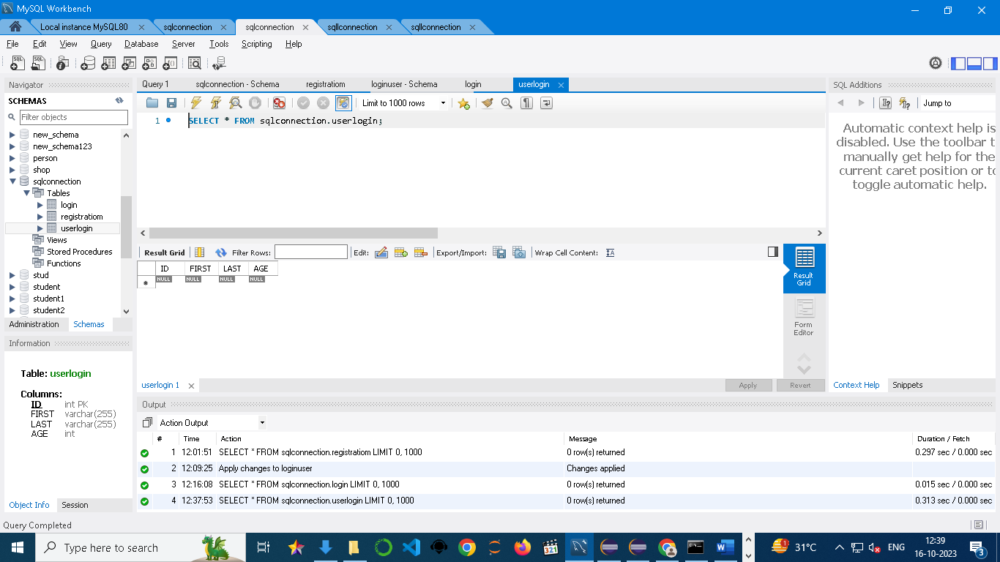 MySQL Workbench
Local instance MySQL80 sqlconnection sqlconnection sqllconnection sqllconnection
File Edit View Query Database Server Tools Scripting Help
Navigator
SCHEMAS
Filter objects
new_schema
new_schema123
person
shop
sqlconnection
Tables
login
registratiom
userlogin
Views
Stored Procedures
Functions
stud
student
student1
student2
Administration Schemas
Information
Table: userlogin
Columns:
ID int PK
FIRST varchar(255)
LAST varchar(255)
AGE int
Object Info Session
Query 1 sqlconnection - Schema registratiom loginuser - Schema login userlogin
Limit to 1000 rows
1 SELECT * FROM sqlconnection.userlogin;
Result Grid Filter Rows: Edit: Export/Import: Wrap Cell Content:
ID FIRST LAST AGE
NULL NULL NULL NULL
Result
Grid
Form
Editor
userlogin 1 Apply Revert
SQL Additions
Jump to
Automatic context help is
disabled. Use the toolbar t
manually get help for the
current caret position or to
toggle automatic help.
Context Help Snippets
Output
Action Output
# Time Action Message Duration / Fetch
1 12:01:51 SELECT * FROM sqlconnection.registratiom LIMIT 0, 1000 0 row(s) returned 0.297 sec / 0.000 sec
2 12:09:25 Apply changes to loginuser Changes applied
3 12:16:08 SELECT * FROM sqlconnection.login LIMIT 0, 1000 0 row(s) returned 0.015 sec / 0.000 sec
4 12:37:53 SELECT * FROM sqlconnection.userlogin LIMIT 0, 1000 0 row(s) returned 0.313 sec / 0.000 sec
Query Completed
Type here to search
321
1
31°C
ENG
12:39
16-10-2023
3